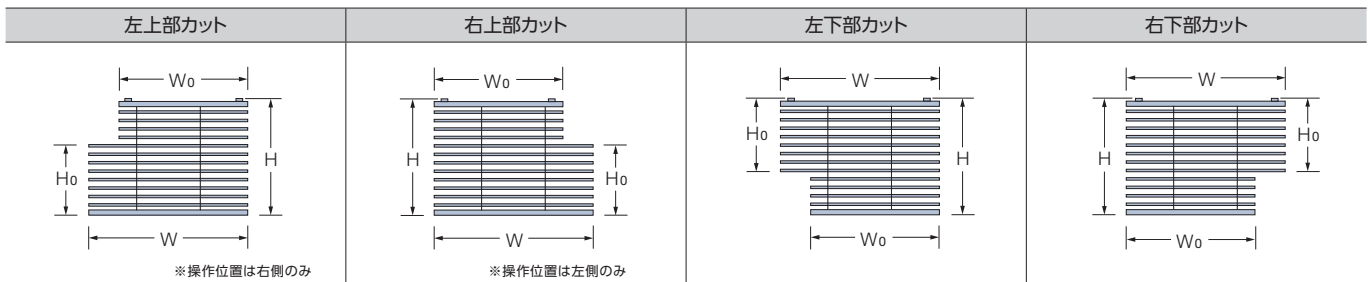 左上部カット
右上部カット
左下部カット
右下部カット
W₀
H
H₀
W
※操作位置は右側のみ
W₀
H
H₀
W
※操作位置は左側のみ
W
H₀
H
W₀
W
H
H₀
W₀